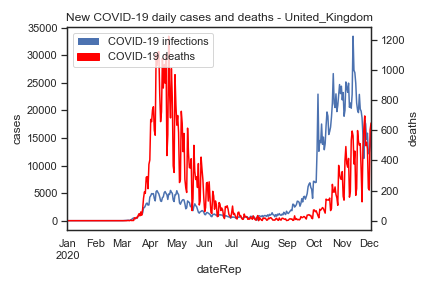 New COVID-19 daily cases and deaths - United_Kingdom
35000
30000
25000
20000
15000
10000
5000
0
cases
COVID-19 infections
COVID-19 deaths
1200
1000
800
600
400
200
0
deaths
Jan Feb Mar Apr May Jun Jul Aug Sep Oct Nov Dec
2020
dateRep